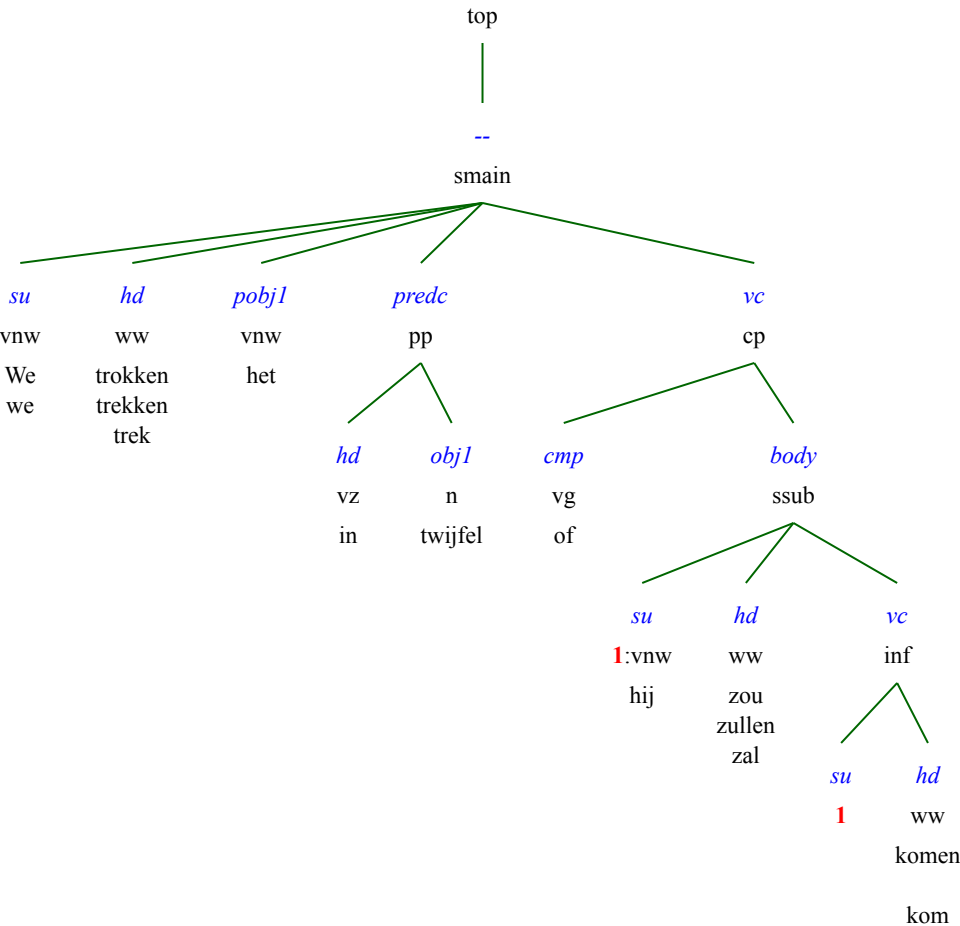 top
--
smain
su hd pobj1 predc vc
vnw ww vnw pp cp
We trokken het
we trekken
trek
hd obj1 cmp body
vz n vg ssub
in twijfel of
su hd vc
1:vnw ww inf
hij zou
zullen
zal
su hd
1 ww
komen
kom